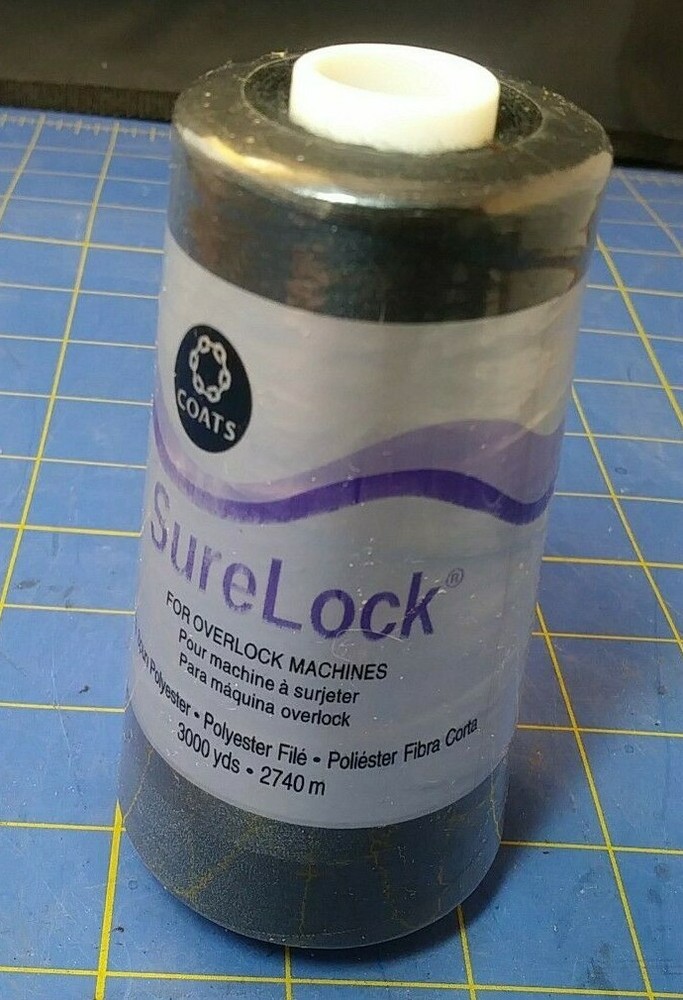 COATS
SureLock®
FOR OVERLOCK MACHINES
Pour machine à surjeter
Para máquina overlock
Polyester • Polyester Filé • Poliéster Fibra Corta
3000 yds • 2740 m